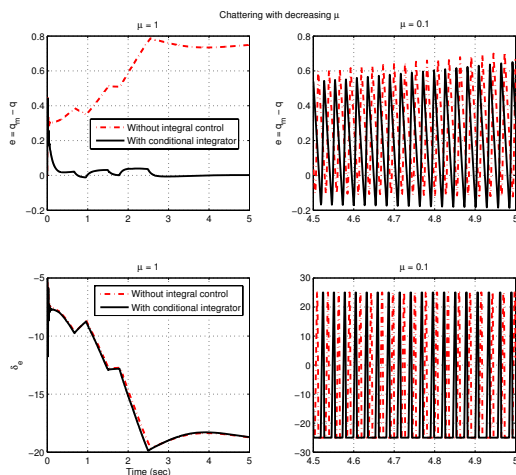 Chattering with decreasing μ
μ = 1
0.8
0.6
0.4
0.2
0
−0.2
e = qm − q
Without integral control
With conditional integrator
0 1 2 3 4 5
μ = 0.1
0.8
0.6
0.4
0.2
0
−0.2
e = qm − q
4.5 4.6 4.7 4.8 4.9 5
μ = 1
−5
−10
−15
−20
δe
Without integral control
With conditional integrator
0 1 2 3 4 5
Time (sec)
μ = 0.1
30
20
10
0
−10
−20
−30
4.5 4.6 4.7 4.8 4.9 5